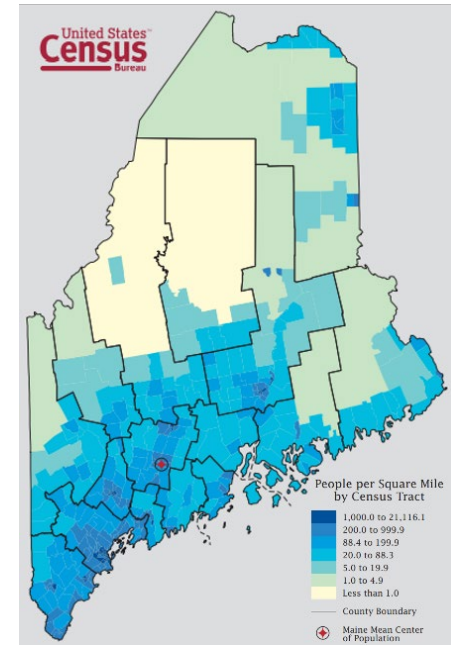 United States™
Census
Bureau
People per Square Mile
by Census Tract
1,000.0 to 21,116.1
200.0 to 999.9
88.4 to 199.9
20.0 to 88.3
5.0 to 19.9
1.0 to 4.9
Less than 1.0
County Boundary
Maine Mean Center
of Population